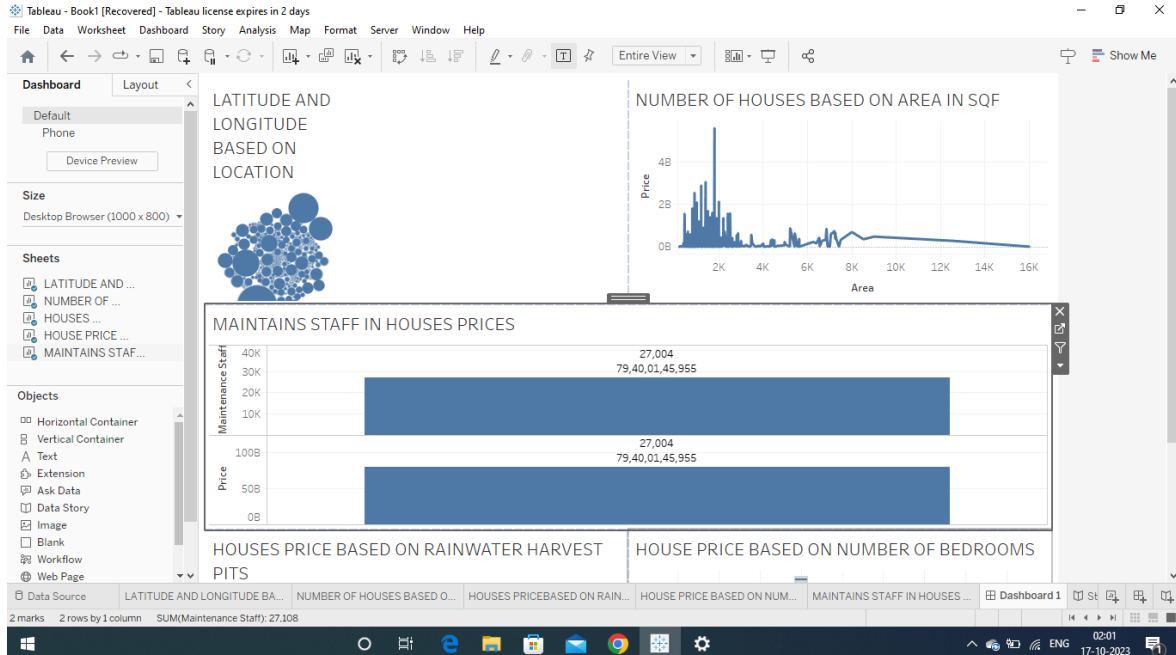 Tableau - Book1 [Recovered] - Tableau license expires in 2 days
File Data Worksheet Dashboard Story Analysis Map Format Server Window Help
Entire View
Show Me
Dashboard
Layout
Default
Phone
Device Preview
Size
Desktop Browser (1000 x 800)
Sheets
LATITUDE AND ...
NUMBER OF ...
HOUSES ...
HOUSE PRICE ...
MAINTAINS STAF...
Objects
Horizontal Container
Vertical Container
Text
Extension
Ask Data
Data Story
Image
Blank
Workflow
Web Page
LATITUDE AND
LONGITUDE
BASED ON
LOCATION
NUMBER OF HOUSES BASED ON AREA IN SQF
Price
4B
2B
0B
2K 4K 6K 8K 10K 12K 14K 16K
Area
MAINTAINS STAFF IN HOUSES PRICES
Maintenance Staff
40K
30K
20K
10K
27,004
79,40,01,45,955
Price
100B
50B
0B
27,004
79,40,01,45,955
HOUSES PRICE BASED ON RAINWATER HARVEST
PITS
HOUSE PRICE BASED ON NUMBER OF BEDROOMS
Data Source LATITUDE AND LONGITUDE BA... NUMBER OF HOUSES BASED O... HOUSES PRICEBASED ON RAIN... HOUSE PRICE BASED ON NUM... MAINTAINS STAFF IN HOUSES ... Dashboard 1 St
2 marks 2 rows by 1 column SUM(Maintenance Staff): 27,108
ENG
02:01
17-10-2023
1